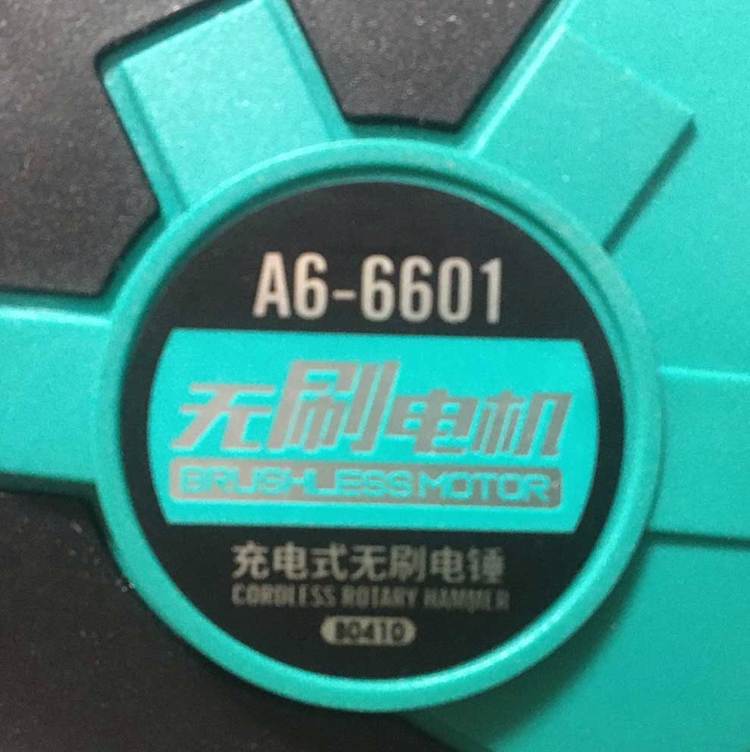 A6-6601
无刷电机
BRUSHLESS MOTOR
充电式无刷电锤
CORDLESS ROTARY HAMMER
80410